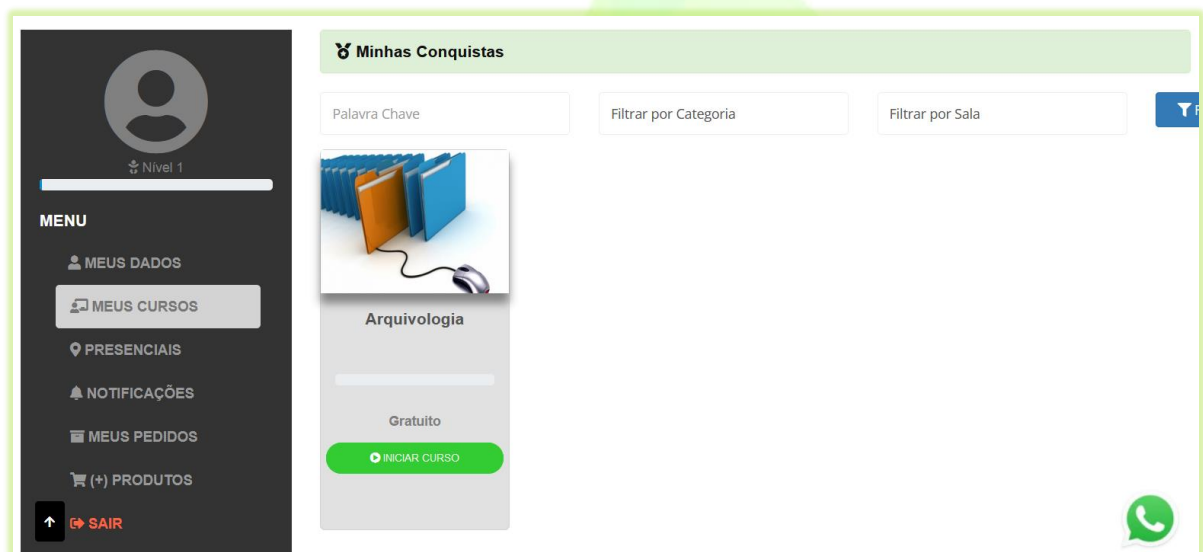 Nível 1
MENU
MEUS DADOS
MEUS CURSOS
PRESENCIAIS
NOTIFICAÇÕES
MEUS PEDIDOS
(+) PRODUTOS
SAIR
Minhas Conquistas
Palavra Chave
Filtrar por Categoria
Filtrar por Sala
Arquivologia
Gratuito
INICIAR CURSO